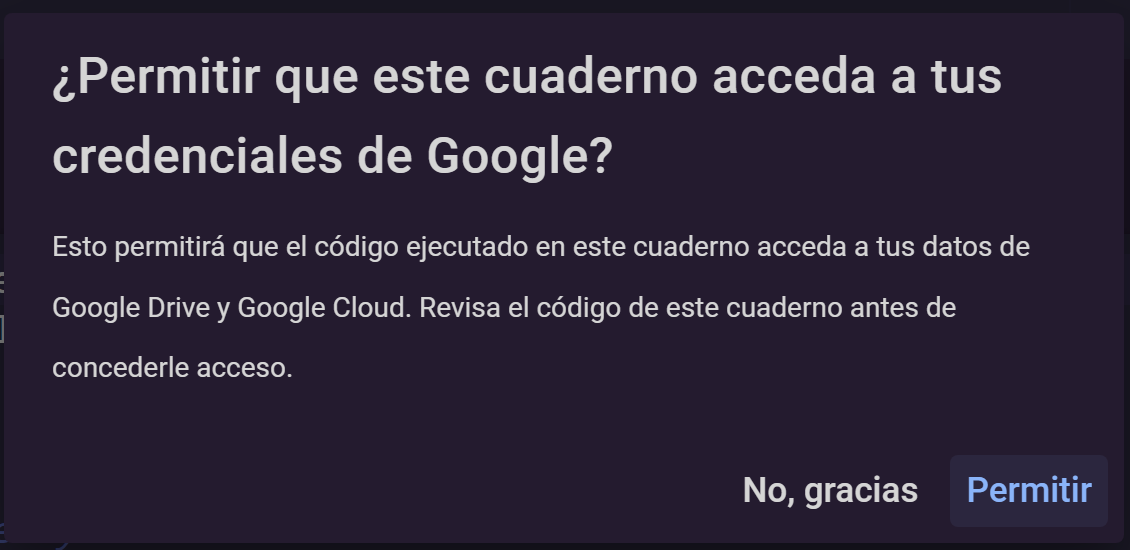 ¿Permitir que este cuaderno acceda a tus
credenciales de Google?
Esto permitirá que el código ejecutado en este cuaderno acceda a tus datos de
Google Drive y Google Cloud. Revisa el código de este cuaderno antes de
concederle acceso.
No, gracias
Permitir